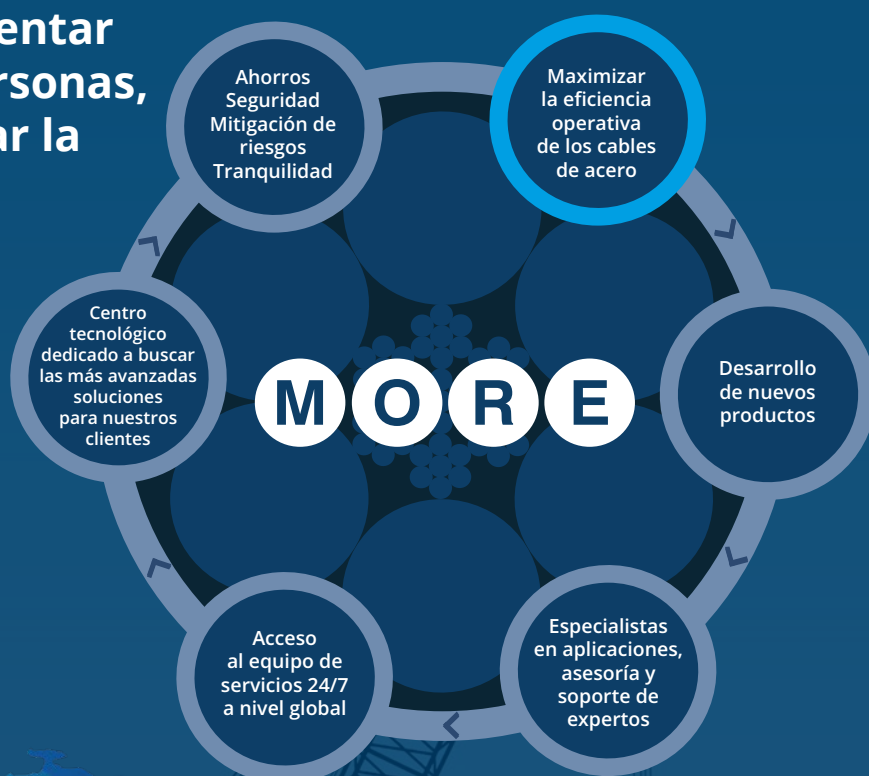 entar
rsonas,
ar la
Ahorros
Seguridad
Mitigación de
riesgos
Tranquilidad
Maximizar
la eficiencia
operativa
de los cables
de acero
Centro
tecnológico
dedicado a buscar
las más avanzadas
soluciones
para nuestros
clientes
MORE
Desarrollo
de nuevos
productos
Acceso
al equipo de
servicios 24/7
a nivel global
Especialistas
en aplicaciones,
asesoría y
soporte de
expertos